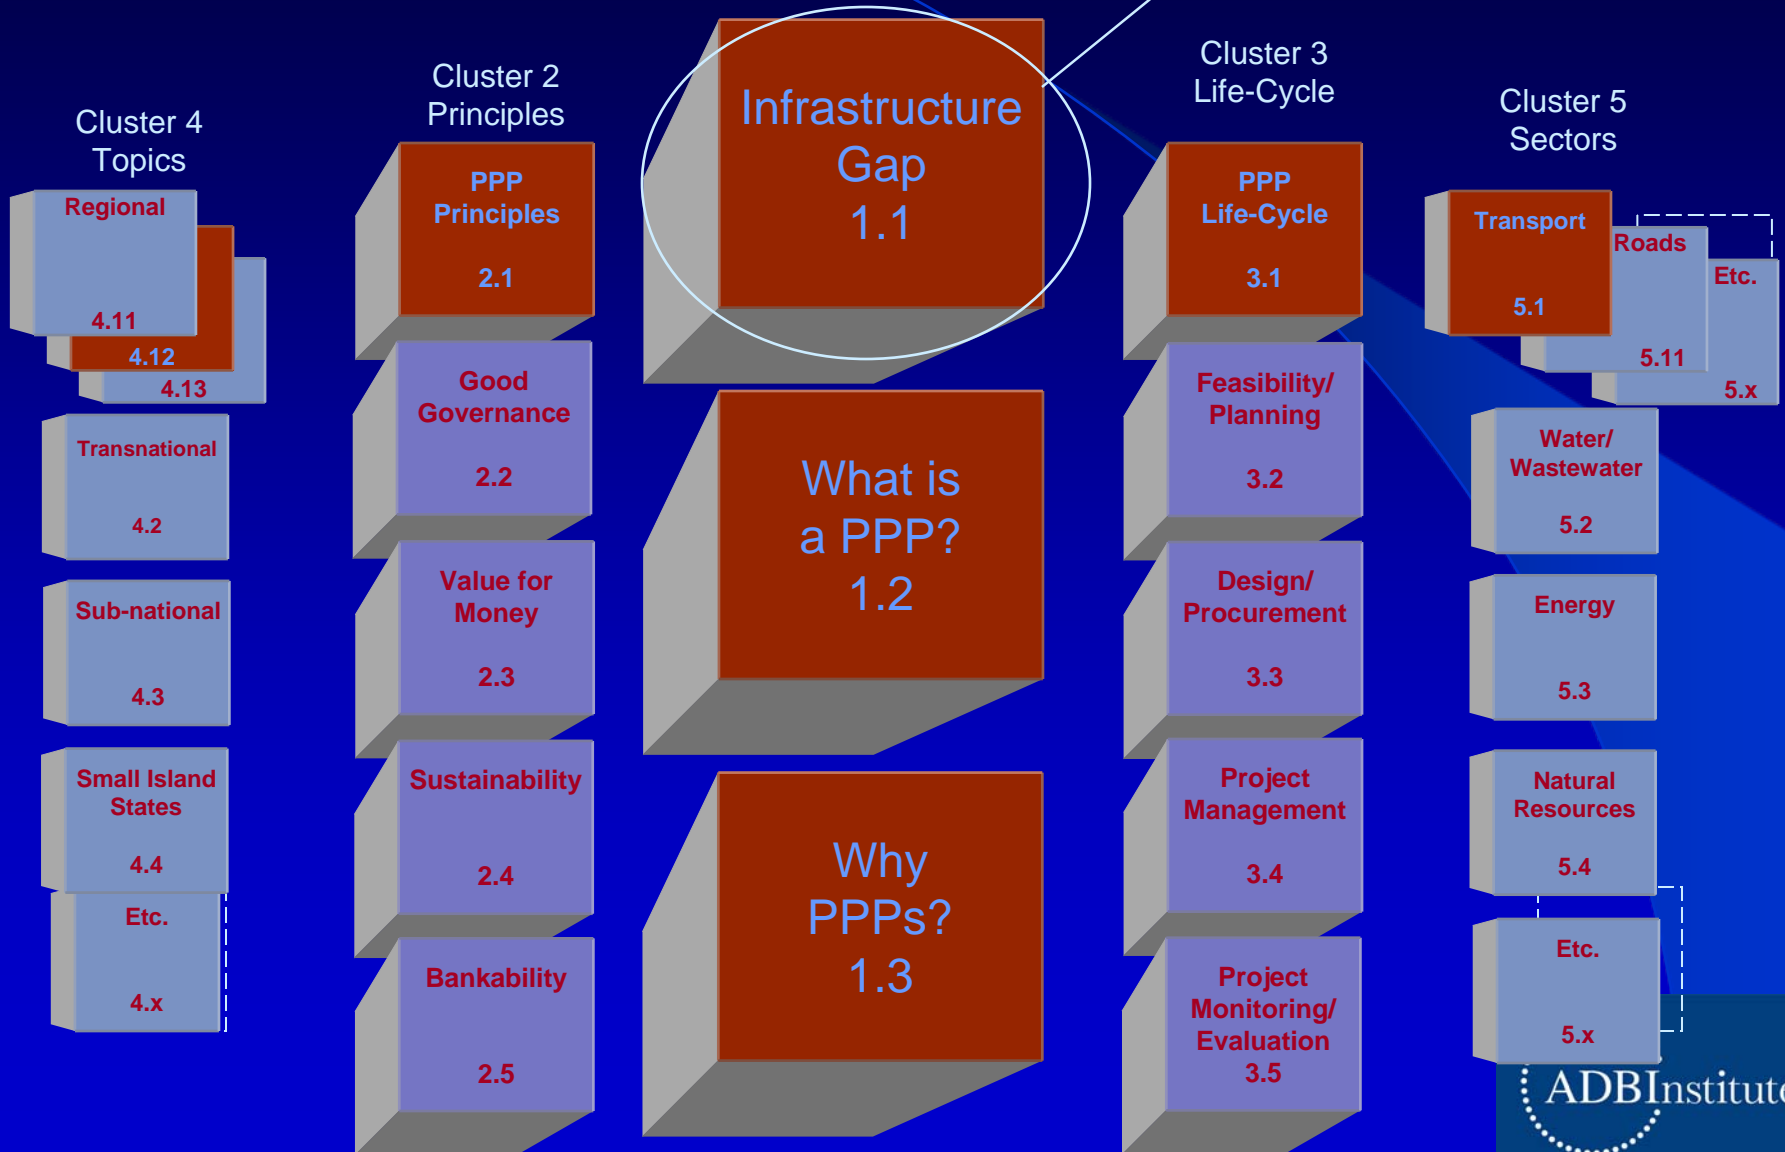 Cluster 4
Topics
Regional
4.11
4.12
4.13
Transnational
4.2
Sub-national
4.3
Small Island
States
4.4
Etc.
4.x
Cluster 2
Principles
PPP
Principles
2.1
Good
Governance
2.2
Value for
Money
2.3
Sustainability
2.4
Bankability
2.5
Infrastructure
Gap
1.1
What is
a PPP?
1.2
Why
PPPs?
1.3
Cluster 3
Life-Cycle
PPP
Life-Cycle
3.1
Feasibility/
Planning
3.2
Design/
Procurement
3.3
Project
Management
3.4
Project
Monitoring/
Evaluation
3.5
Cluster 5
Sectors
Transport
5.1
Roads
5.11
Etc.
5.x
Water/
Wastewater
5.2
Energy
5.3
Natural
Resources
5.4
Etc.
5.x
ADBInstitute